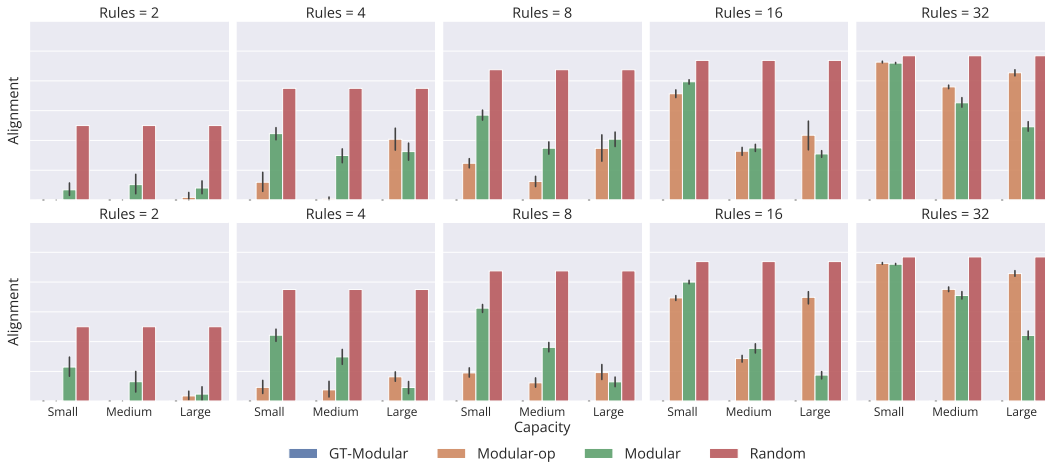 Rules = 2 Rules = 4 Rules = 8 Rules = 16 Rules = 32
Alignment
Rules = 2 Rules = 4 Rules = 8 Rules = 16 Rules = 32
Alignment
Small Medium Large Small Medium Large Small Medium Large Small Medium Large Small Medium Large
Capacity
GT-Modular Modular-op Modular Random